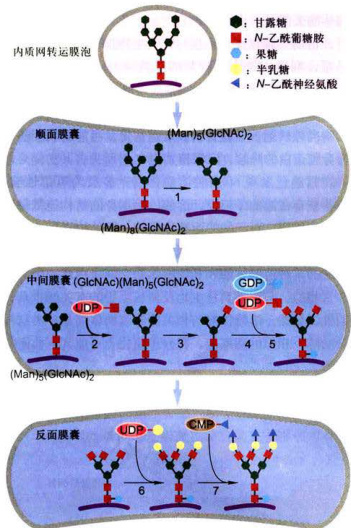 内质网转运膜泡
：甘露糖
：N-乙酰葡糖胺
：果糖
：半乳糖
：N-乙酰神经氨酸
顺面膜囊
(Man)5(GlcNAc)2
1
(Man)8(GlcNAc)2
中间膜囊 (GlcNAc)(Man)5(GlcNAc)2
GDP
UDP UDP
2 3 4 5
(Man)5(GlcNAc)2
反面膜囊
UDP CMP
6 7